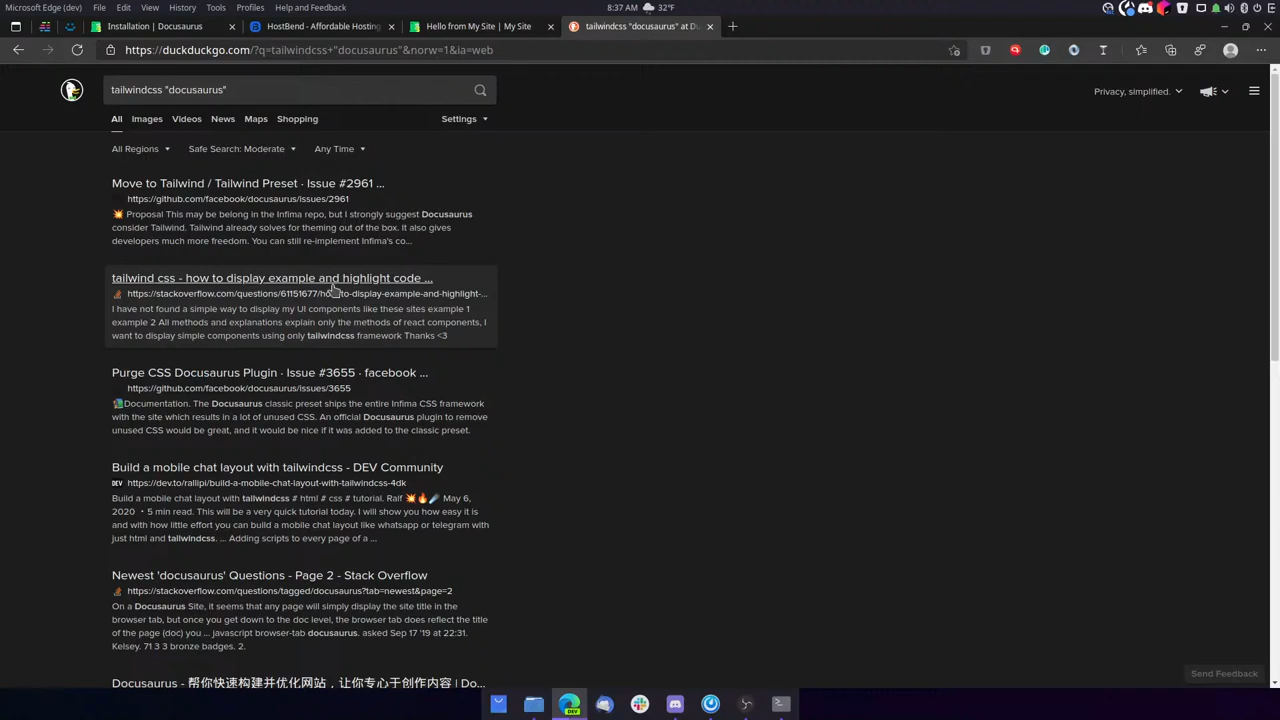 Microsoft Edge (dev) File Edit View History Tools Profiles Help and Feedback 8:37 AM 32°F
Installation | Docusaurus
HostBend - Affordable Hosting
Hello from My Site | My Site
tailwindcss "docusaurus" at Du
https://duckduckgo.com/?q=tailwindcss+"docusaurus"&norw=1&ia=web
tailwindcss "docusaurus"
Privacy, simplified.
All Images Videos News Maps Shopping Settings
All Regions Safe Search: Moderate Any Time
Move to Tailwind / Tailwind Preset · Issue #2961 ...
https://github.com/facebook/docusaurus/issues/2961
💥 Proposal This may be belong in the Infima repo, but I strongly suggest Docusaurus
consider Tailwind. Tailwind already solves for theming out of the box. It also gives
developers much more freedom. You can still re-implement Infima's co...
tailwind css - how to display example and highlight code ...
https://stackoverflow.com/questions/61151677/how-to-display-example-and-highlight-...
I have not found a simple way to display my UI components like these sites example 1
example 2 All methods and explanations explain only the methods of react components, I
want to display simple components using only tailwindcss framework Thanks <3
Purge CSS Docusaurus Plugin · Issue #3655 · facebook ...
https://github.com/facebook/docusaurus/issues/3655
Documentation. The Docusaurus classic preset ships the entire Infima CSS framework
with the site which results in a lot of unused CSS. An official Docusaurus plugin to remove
unused CSS would be great, and it would be nice if it was added to the classic preset.
Build a mobile chat layout with tailwindcss - DEV Community
DEV https://dev.to/rallipi/build-a-mobile-chat-layout-with-tailwindcss-4dk
Build a mobile chat layout with tailwindcss # html # css # tutorial. Ralf 💥🔥☄️ May 6,
2020 ・5 min read. This will be a very quick tutorial today. I will show you how easy it is
and with how little effort you can build a mobile chat layout like whatsapp or telegram with
just html and tailwindcss. ... Adding scripts to every page of a ...
Newest 'docusaurus' Questions - Page 2 - Stack Overflow
https://stackoverflow.com/questions/tagged/docusaurus?tab=newest&page=2
On a Docusaurus Site, it seems that any page will simply display the site title in the
browser tab, but once you get down to the doc level, the browser tab does reflect the title
of the page (doc) you ... javascript browser-tab docusaurus. asked Sep 17 '19 at 22:31.
Kelsey. 71 3 3 bronze badges. 2.
Docusaurus - 帮你快速构建并优化网站，让你专心于创作内容 | Do...
Send Feedback
DEV